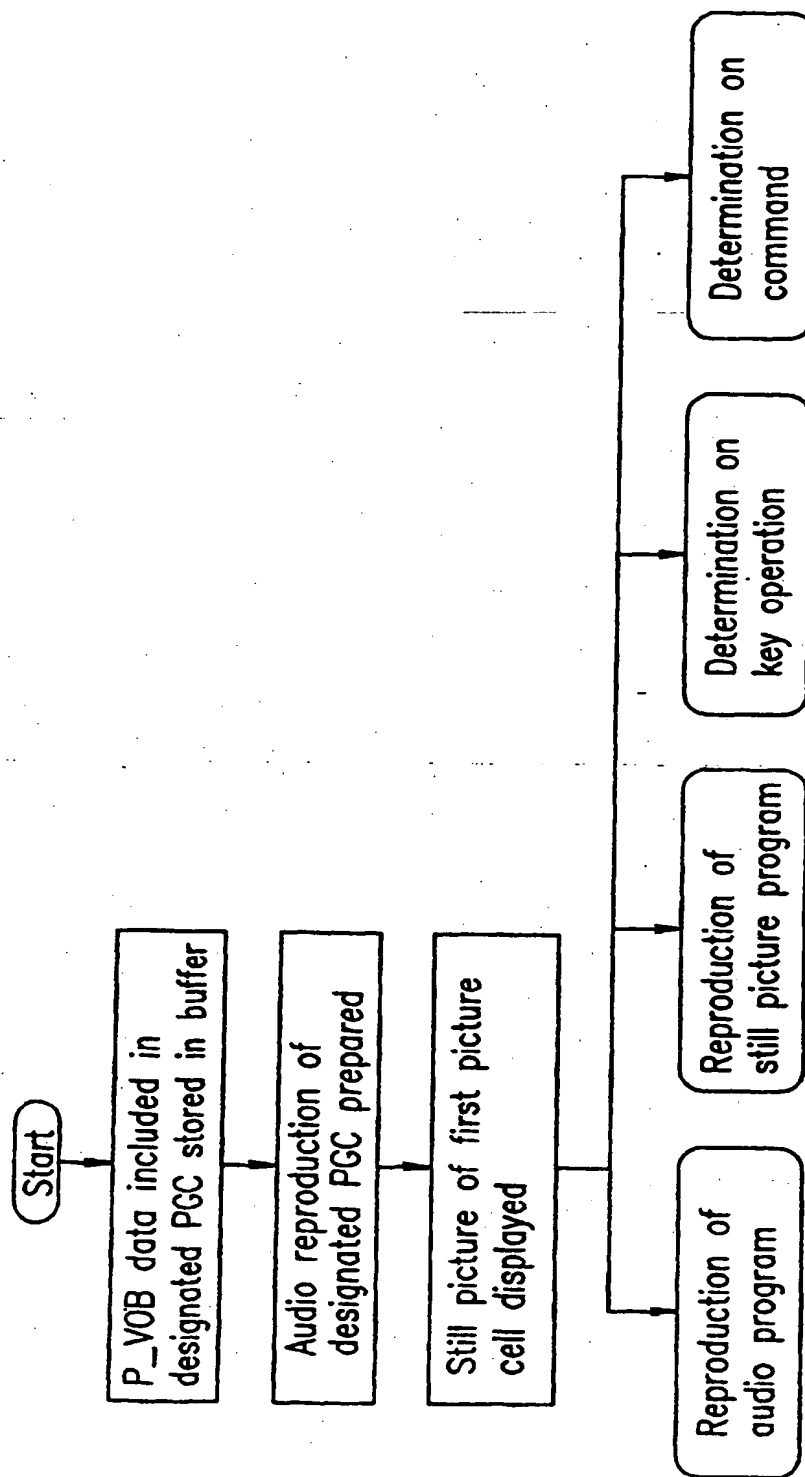 Start
P_VOB data included in
designated PGC stored in buffer
Audio reproduction of
designated PGC prepared
Still picture of first picture
cell displayed
Reproduction of
audio program
Reproduction of
still picture program
Determination on
key operation
Determination on
command